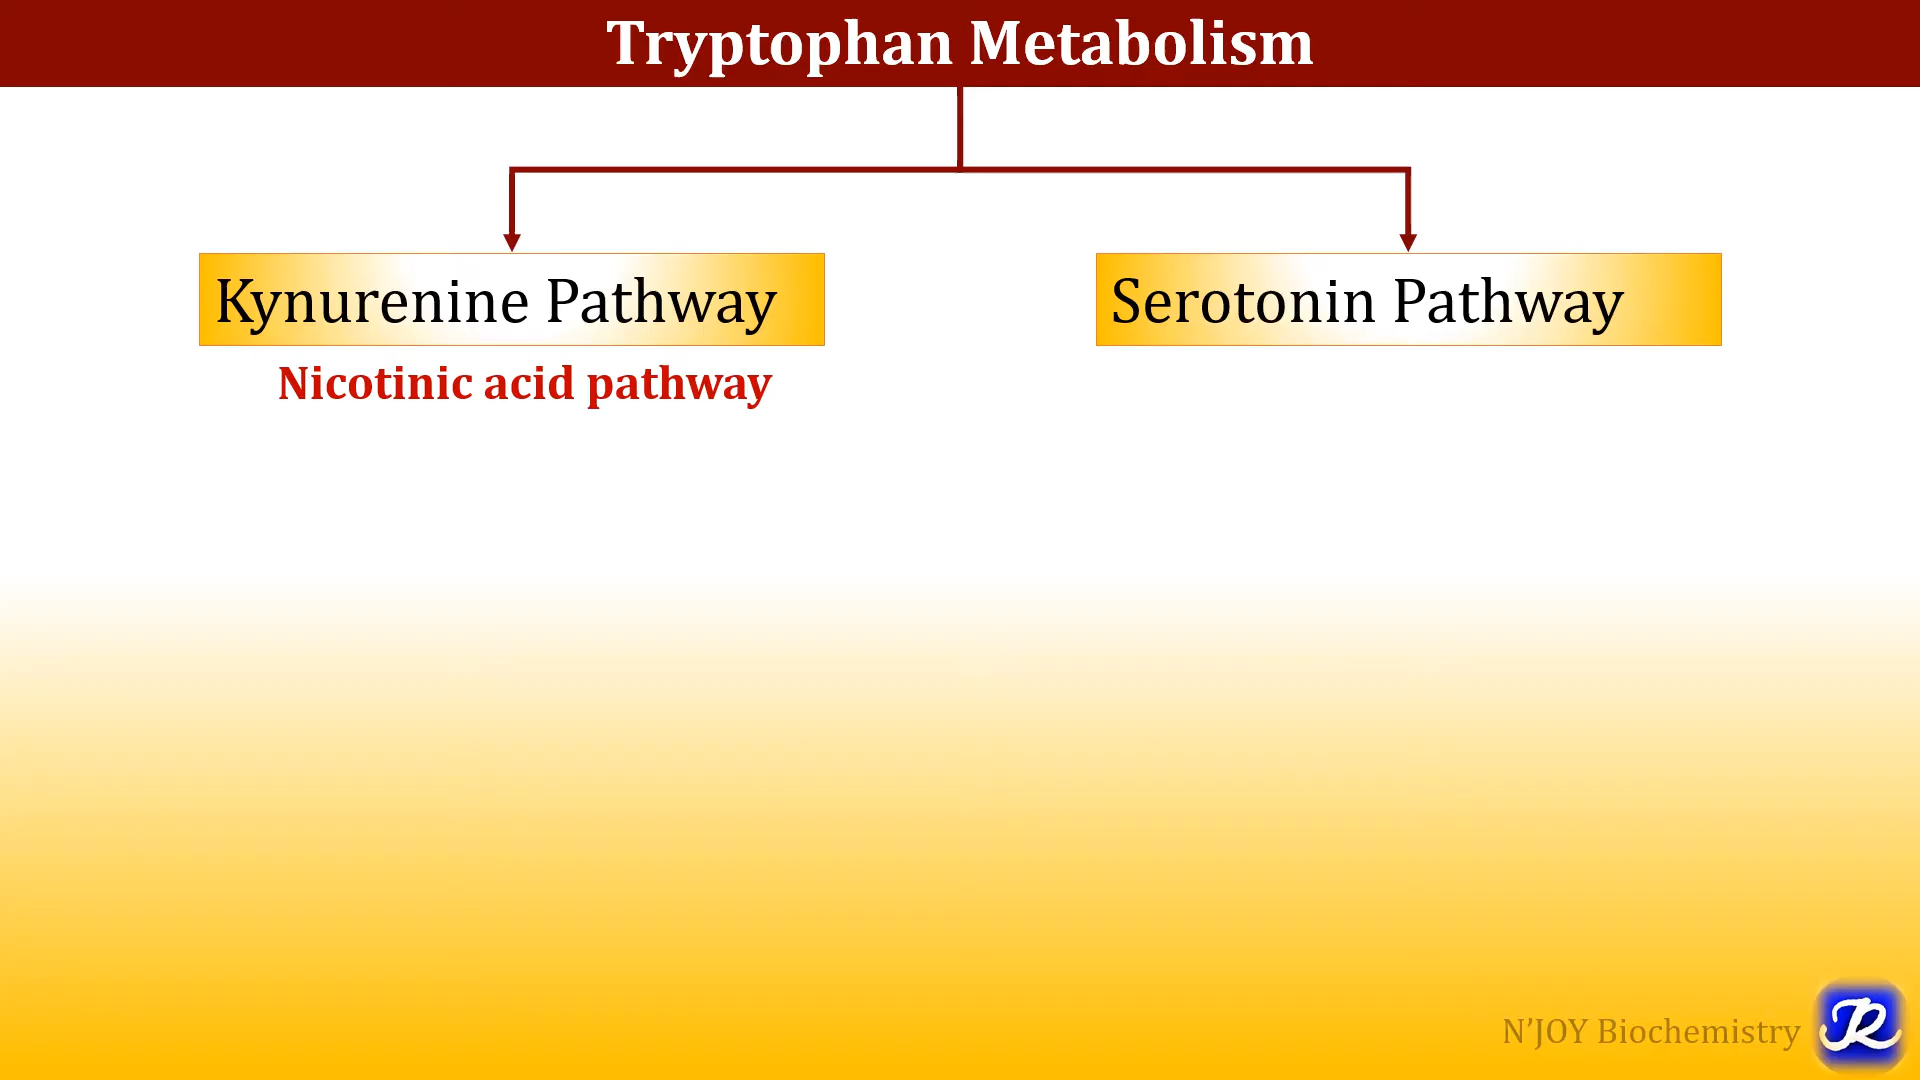 Tryptophan Metabolism
Kynurenine Pathway
Serotonin Pathway
Nicotinic acid pathway
N’JOY Biochemistry